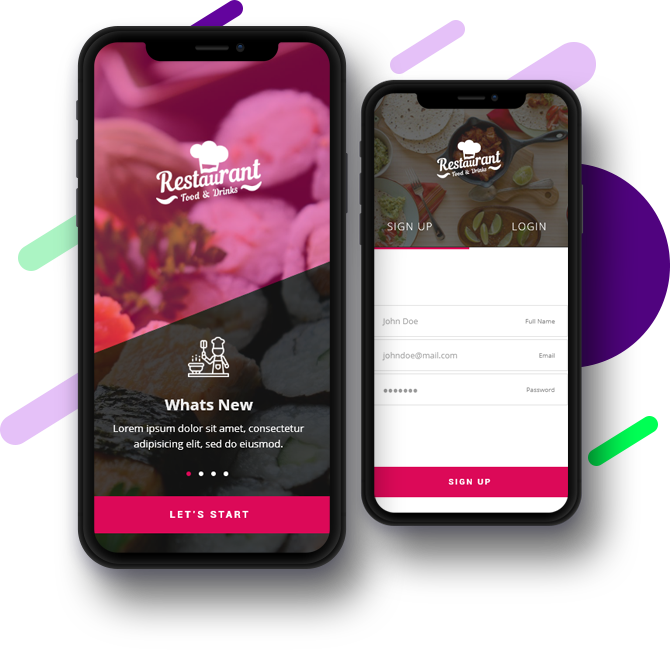 Restaurant
Food & Drinks
Whats New
Lorem ipsum dolor sit amet, consectetur
adipisicing elit, sed do eiusmod.
LET'S START
Restaurant
Food & Drinks
SIGN UP
LOGIN
John Doe
Full Name
johndoe@mail.com
Email
•••••••
Password
SIGN UP